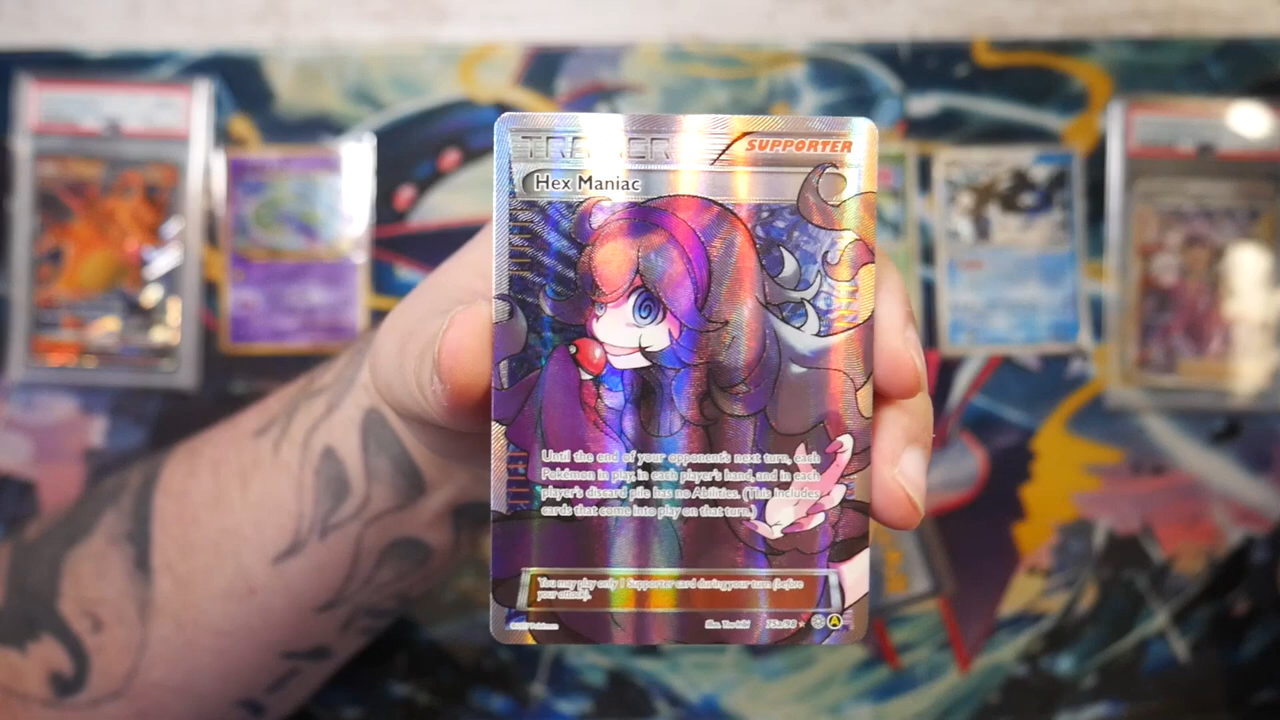 TRAINER
SUPPORTER
Hex Maniac
Until the end of your opponent's next turn, each
Pokémon in play, in each player's hand, and in each
player's discard pile has no Abilities. (This includes
cards that come into play on that turn.)
You may play only 1 Supporter card during your turn (before
your attack).
75a/98
A